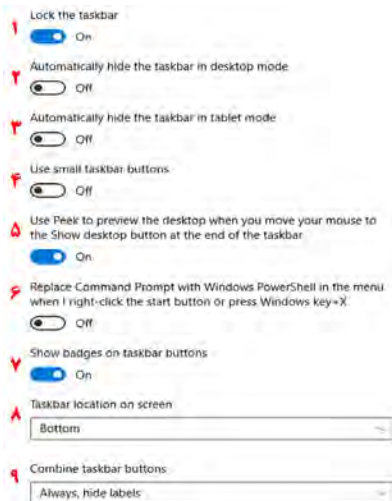 ۱ Lock the taskbar
On
۲ Automatically hide the taskbar in desktop mode
Off
۳ Automatically hide the taskbar in tablet mode
Off
۴ Use small taskbar buttons
Off
۵ Use Peek to preview the desktop when you move your mouse to
the Show desktop button at the end of the taskbar
On
۶ Replace Command Prompt with Windows PowerShell in the menu
when I right-click the start button or press Windows key+X
Off
۷ Show badges on taskbar buttons
On
۸ Taskbar location on screen
Bottom
۹ Combine taskbar buttons
Always, hide labels